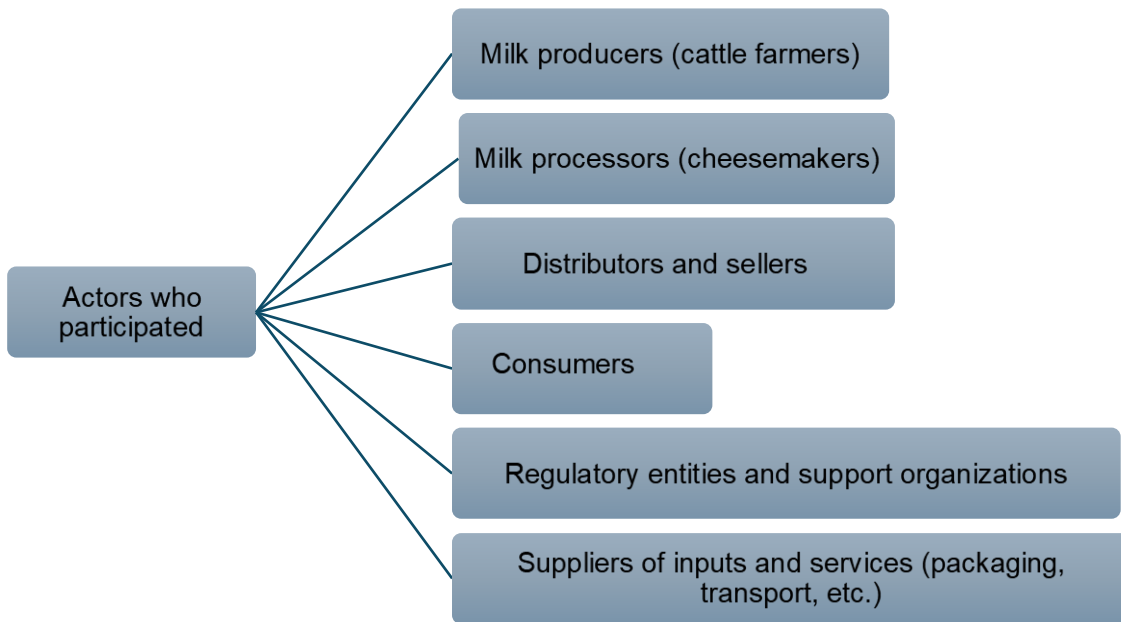 Milk producers (cattle farmers)
Milk processors (cheesemakers)
Distributors and sellers
Actors who
participated
Consumers
Regulatory entities and support organizations
Suppliers of inputs and services (packaging,
transport, etc.)